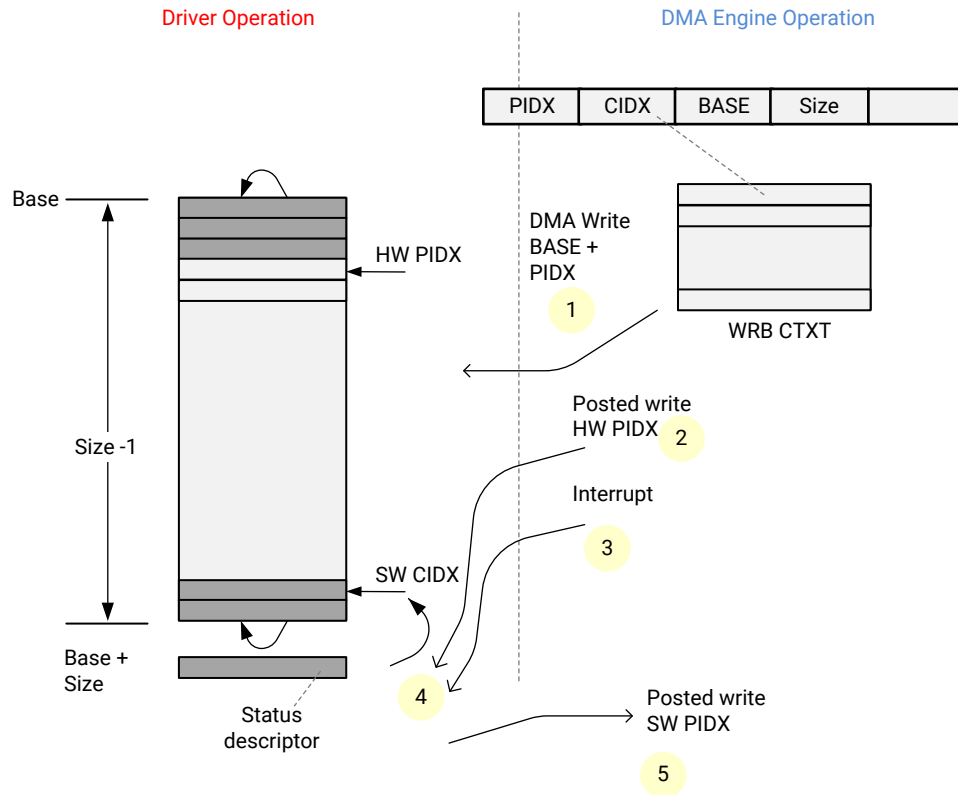 Driver Operation
DMA Engine Operation
PIDX
CIDX
BASE
Size
Base
DMA Write
BASE +
PIDX
1
HW PIDX
WRB CTXT
Posted write
HW PIDX
2
Size -1
Interrupt
3
SW CIDX
Base +
Size
4
Status
descriptor
Posted write
SW PIDX
5